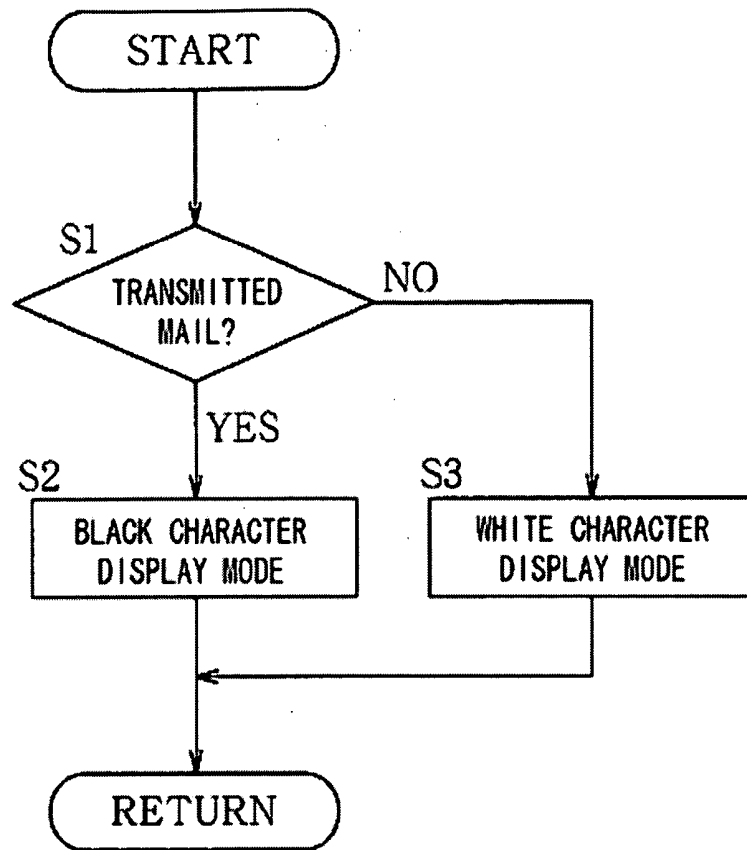 START
S1
TRANSMITTED
MAIL?
NO
YES
S2
BLACK CHARACTER
DISPLAY MODE
S3
WHITE CHARACTER
DISPLAY MODE
RETURN